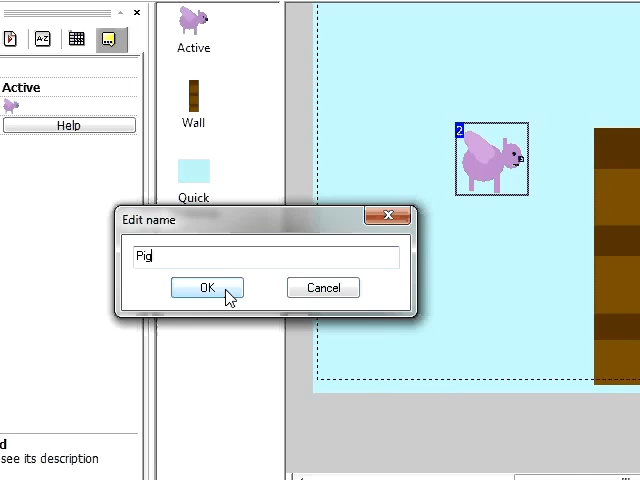 A-Z
Active
Help
Active
Wall
Quick
2
Edit name
Pig
OK
Cancel
d
see its description